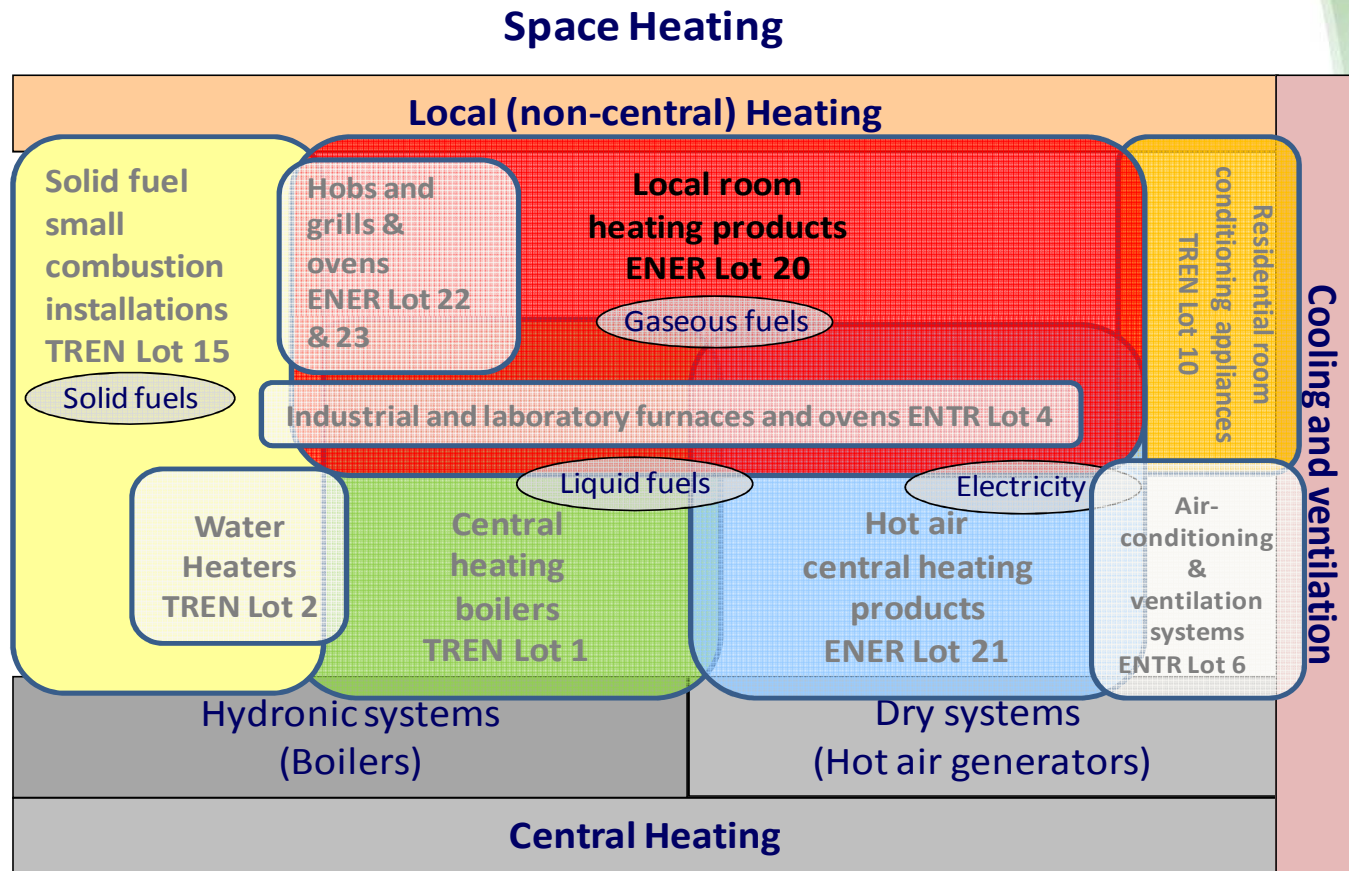 Space Heating
Local (non-central) Heating
Solid fuel
small
combustion
installations
TREN Lot 15
Solid fuels
Hobs and
grills &
ovens
ENER Lot 22
& 23
Local room
heating products
ENER Lot 20
Gaseous fuels
Residential room
conditioning appliances
TREN Lot 10
Cooling and ventilation
Industrial and laboratory furnaces and ovens ENTR Lot 4
Liquid fuels
Electricity
Water
Heaters
TREN Lot 2
Central
heating
boilers
TREN Lot 1
Hot air
central heating
products
ENER Lot 21
Air-
conditioning
&
ventilation
systems
ENTR Lot 6
Hydronic systems
(Boilers)
Dry systems
(Hot air generators)
Central Heating